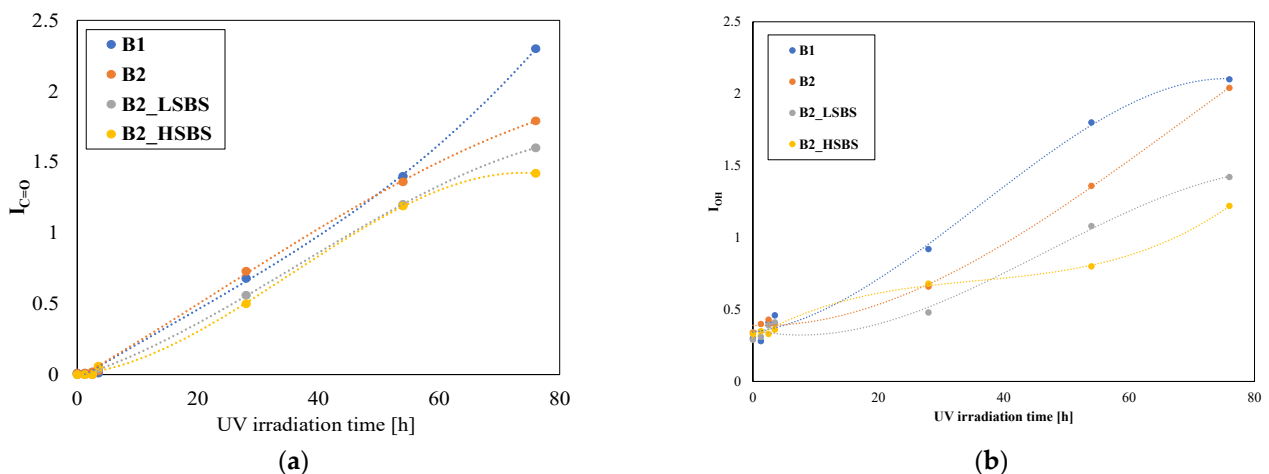 2.5
2
1.5
1
0.5
0
I_C=O
B1
B2
B2_LSBS
B2_HSBS
0 20 40 60 80
UV irradiation time [h]
(a)
2.5
2
1.5
1
0.5
0
I_OH
B1
B2
B2_LSBS
B2_HSBS
0 20 40 60 80
UV irradiation time [h]
(b)